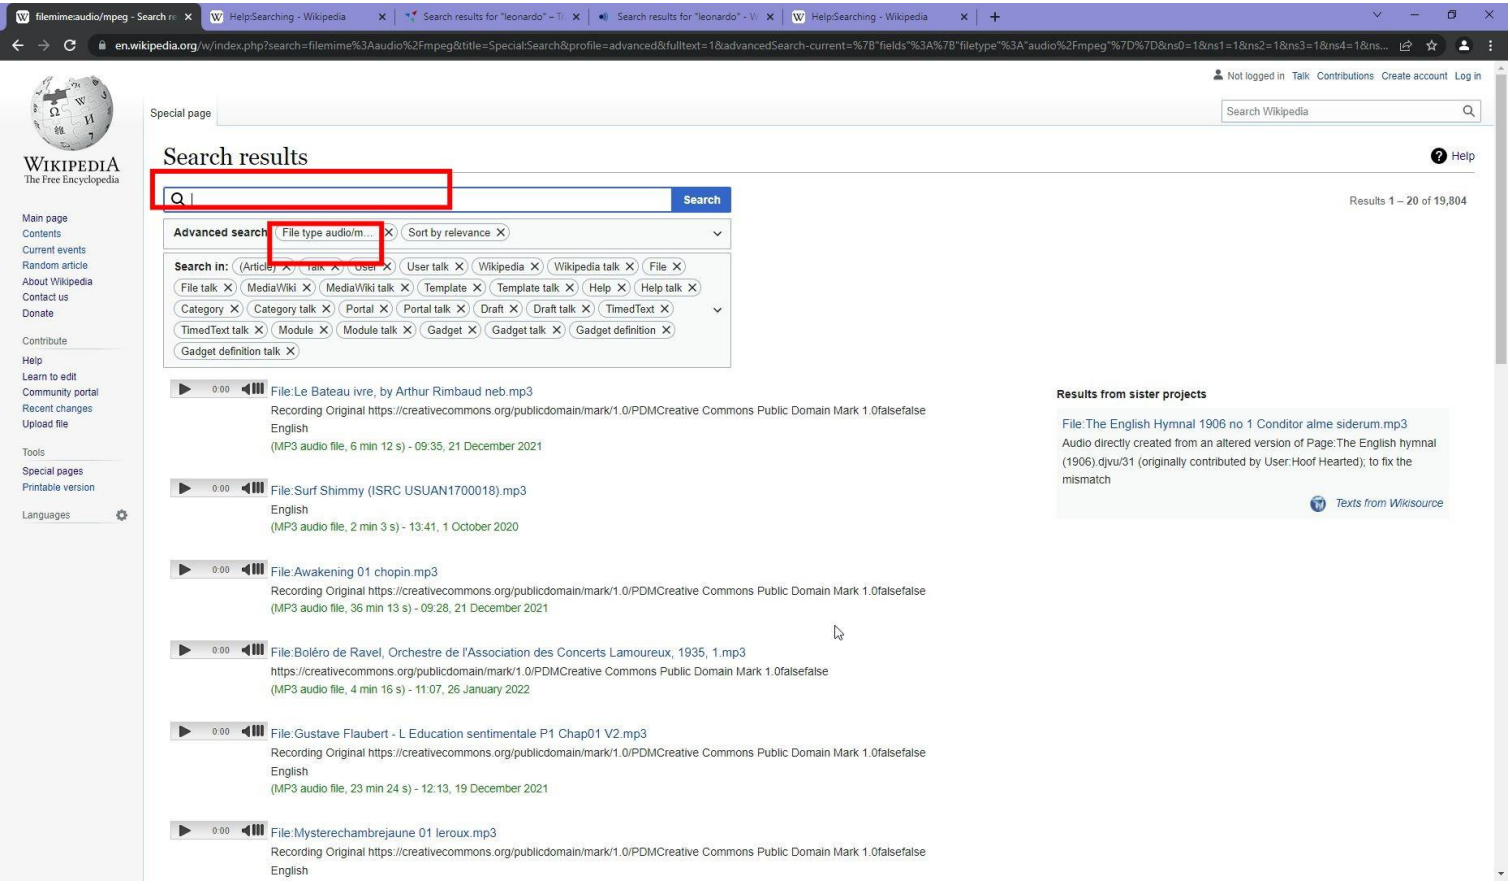 filemime:audio/mpeg - Search re
Help:Searching - Wikipedia
Search results for "leonardo" – Ti
Search results for "leonardo" - W
Help:Searching - Wikipedia
en.wikipedia.org/w/index.php?search=filemime%3Aaudio%2Fmpeg&title=Special:Search&profile=advanced&fulltext=1&advancedSearch-current=%7B"fields"%3A%7B"filetype"%3A"audio%2Fmpeg"%7D%7D&ns0=1&ns1=1&ns2=1&ns3=1&ns4=1&ns...
Not logged in Talk Contributions Create account Log in
Special page
Search Wikipedia
WIKIPEDIA
The Free Encyclopedia
Main page
Contents
Current events
Random article
About Wikipedia
Contact us
Donate
Contribute
Help
Learn to edit
Community portal
Recent changes
Upload file
Tools
Special pages
Printable version
Languages
Search results
Help
Search
Results 1 – 20 of 19,804
Advanced search File type audio/m... X Sort by relevance X
Search in: (Article) X Talk X User X User talk X Wikipedia X Wikipedia talk X File X
File talk X MediaWiki X MediaWiki talk X Template X Template talk X Help X Help talk X
Category X Category talk X Portal X Portal talk X Draft X Draft talk X TimedText X
TimedText talk X Module X Module talk X Gadget X Gadget talk X Gadget definition X
Gadget definition talk X
0:00 File:Le Bateau ivre, by Arthur Rimbaud neb.mp3
Recording Original https://creativecommons.org/publicdomain/mark/1.0/PDMCreative Commons Public Domain Mark 1.0falsefalse
English
(MP3 audio file, 6 min 12 s) - 09:35, 21 December 2021
0:00 File:Surf Shimmy (ISRC USUAN1700018).mp3
English
(MP3 audio file, 2 min 3 s) - 13:41, 1 October 2020
0:00 File:Awakening 01 chopin.mp3
Recording Original https://creativecommons.org/publicdomain/mark/1.0/PDMCreative Commons Public Domain Mark 1.0falsefalse
(MP3 audio file, 36 min 13 s) - 09:28, 21 December 2021
0:00 File:Boléro de Ravel, Orchestre de l'Association des Concerts Lamoureux, 1935, 1.mp3
https://creativecommons.org/publicdomain/mark/1.0/PDMCreative Commons Public Domain Mark 1.0falsefalse
(MP3 audio file, 4 min 16 s) - 11:07, 26 January 2022
0:00 File:Gustave Flaubert - L Education sentimentale P1 Chap01 V2.mp3
Recording Original https://creativecommons.org/publicdomain/mark/1.0/PDMCreative Commons Public Domain Mark 1.0falsefalse
English
(MP3 audio file, 23 min 24 s) - 12:13, 19 December 2021
0:00 File:Mysterechambrejaune 01 leroux.mp3
Recording Original https://creativecommons.org/publicdomain/mark/1.0/PDMCreative Commons Public Domain Mark 1.0falsefalse
English
Results from sister projects
File:The English Hymnal 1906 no 1 Conditor alme siderum.mp3
Audio directly created from an altered version of Page:The English hymnal
(1906).djvu/31 (originally contributed by User:Hoof Hearted); to fix the
mismatch
Texts from Wikisource